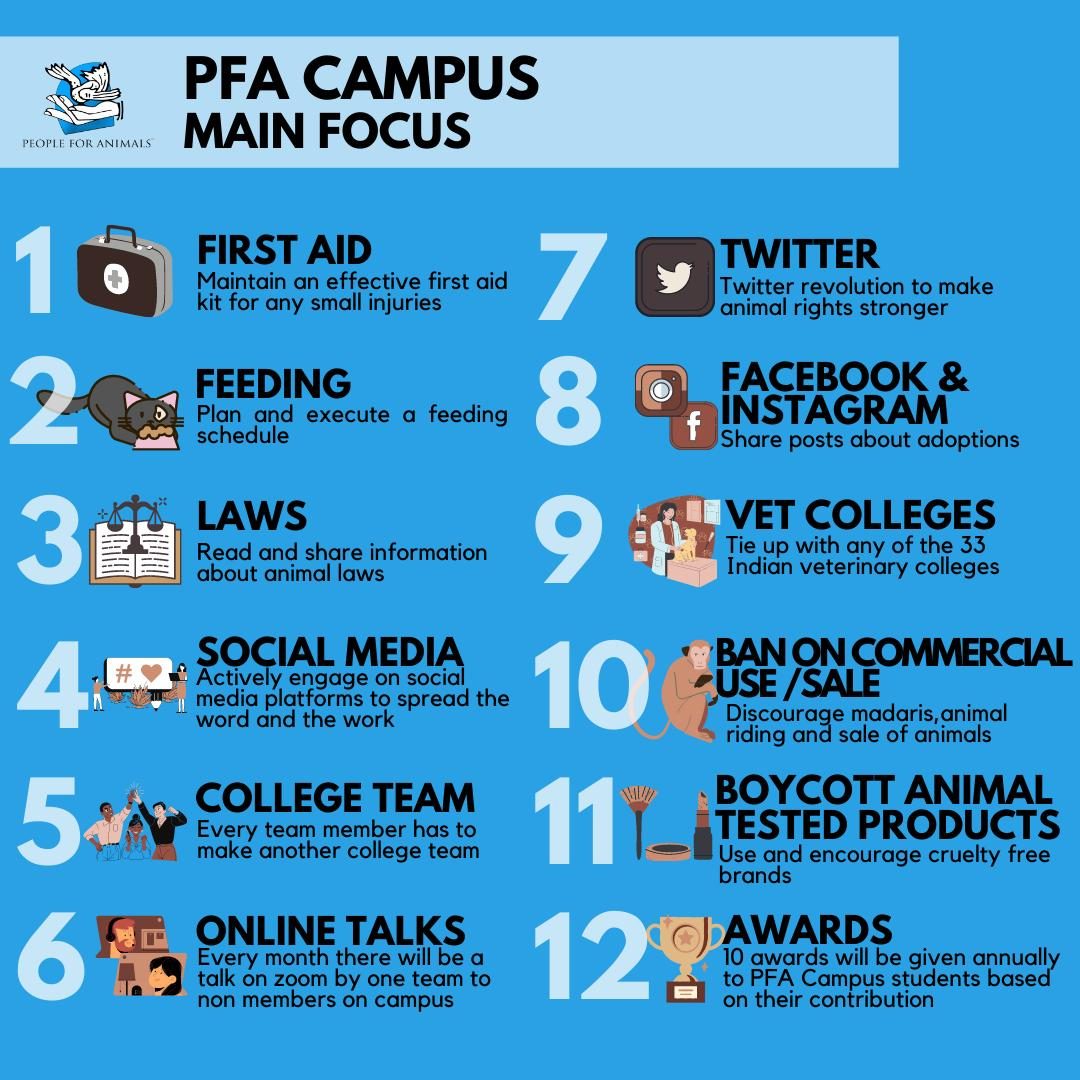 PEOPLE FOR ANIMALS™
PFA CAMPUS
MAIN FOCUS
1
FIRST AID
Maintain an effective first aid
kit for any small injuries
2
FEEDING
Plan and execute a feeding
schedule
3
LAWS
Read and share information
about animal laws
4
#
SOCIAL MEDIA
Actively engage on social
media platforms to spread the
word and the work
5
COLLEGE TEAM
Every team member has to
make another college team
6
ONLINE TALKS
Every month there will be a
talk on zoom by one team to
non members on campus
7
TWITTER
Twitter revolution to make
animal rights stronger
8
f
FACEBOOK &
INSTAGRAM
Share posts about adoptions
9
VET COLLEGES
Tie up with any of the 33
Indian veterinary colleges
10
BAN ON COMMERCIAL
USE /SALE
Discourage madaris,animal
riding and sale of animals
11
BOYCOTT ANIMAL
TESTED PRODUCTS
Use and encourage cruelty free
brands
12
AWARDS
10 awards will be given annually
to PFA Campus students based
on their contribution